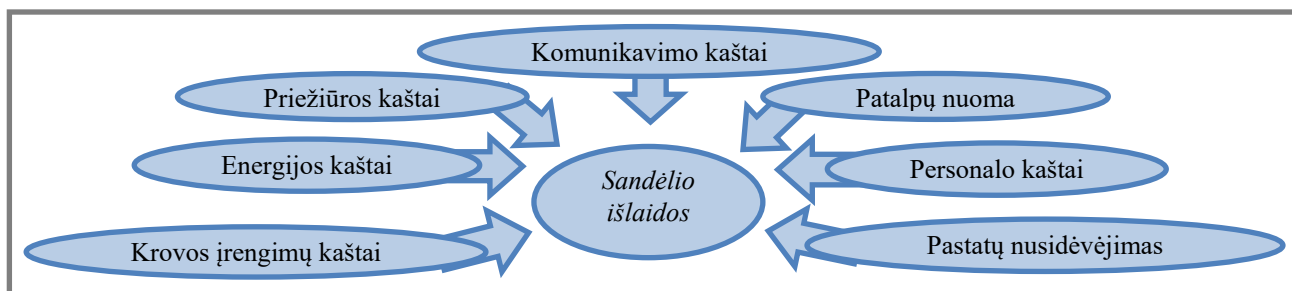 Komunikavimo kaštai
Priežiūros kaštai
Patalpų nuoma
Energijos kaštai
Personalo kaštai
Sandėlio
išlaidos
Krovos įrengimų kaštai
Pastatų nusidėvėjimas